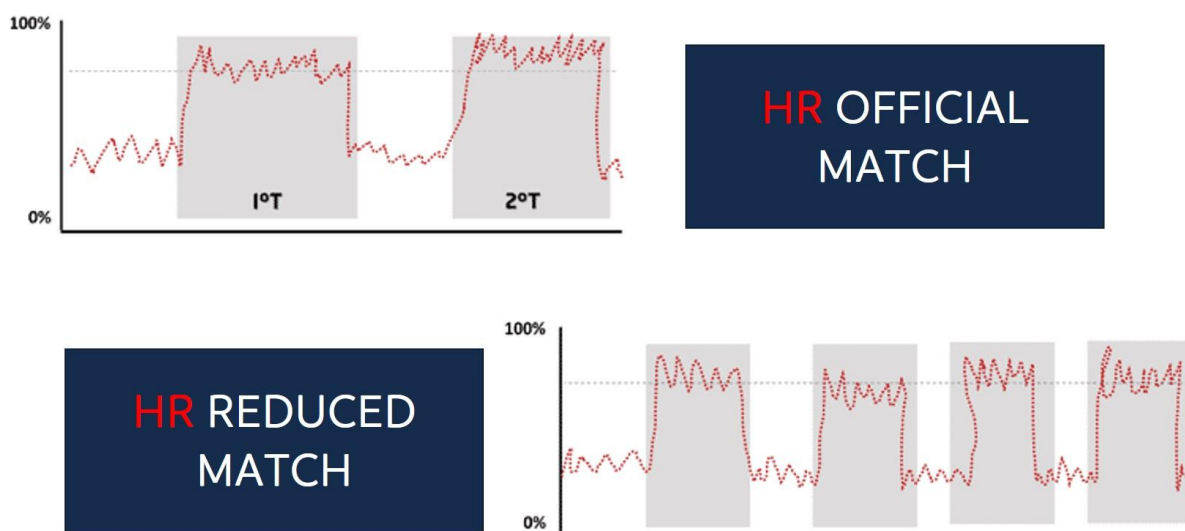 100%
0%
1ºT
2ºT
HR OFFICIAL
MATCH
HR REDUCED
MATCH
100%
0%